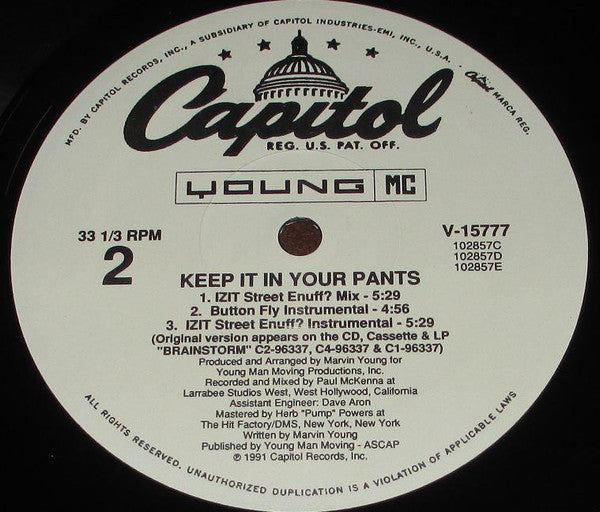 MFD. BY CAPITOL RECORDS, INC., A SUBSIDIARY OF CAPITOL INDUSTRIES-EMI, INC., U.S.A. • Capitol MARCA REG.
Capitol
REG. U.S. PAT. OFF.
YOUNG MC
33 1/3 RPM
2
V-15777
102857C
102857D
102857E
KEEP IT IN YOUR PANTS
1. IZIT Street Enuff? Mix - 5:29
2. Button Fly Instrumental - 4:56
3. IZIT Street Enuff? Instrumental - 5:29
(Original version appears on the CD, Cassette & LP
"BRAINSTORM" C2-96337, C4-96337 & C1-96337)
Produced and Arranged by Marvin Young for
Young Man Moving Productions, Inc.
Recorded and Mixed by Paul McKenna at
Larrabee Studios West, West Hollywood, California
Assistant Engineer: Dave Aron
Mastered by Herb "Pump" Powers at
The Hit Factory/DMS, New York, New York
Written by Marvin Young
Published by Young Man Moving - ASCAP
℗ 1991 Capitol Records, Inc.
ALL RIGHTS RESERVED. UNAUTHORIZED DUPLICATION IS A VIOLATION OF APPLICABLE LAWS